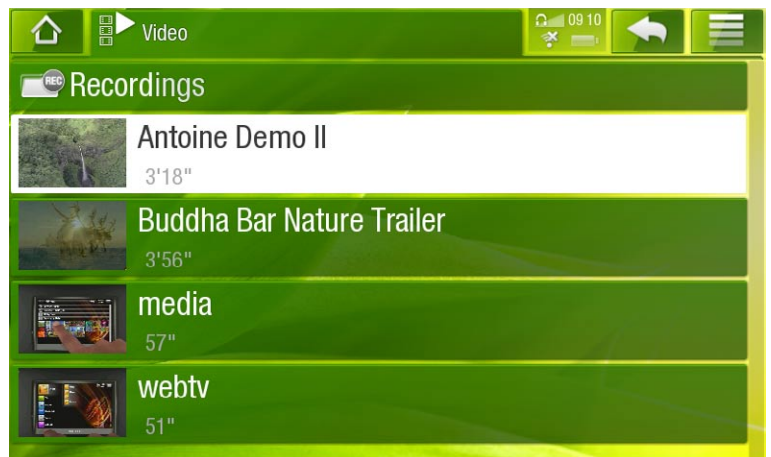 Video
09 10
REC Recordings
Antoine Demo II
3'18"
Buddha Bar Nature Trailer
3'56"
media
57"
webtv
51"